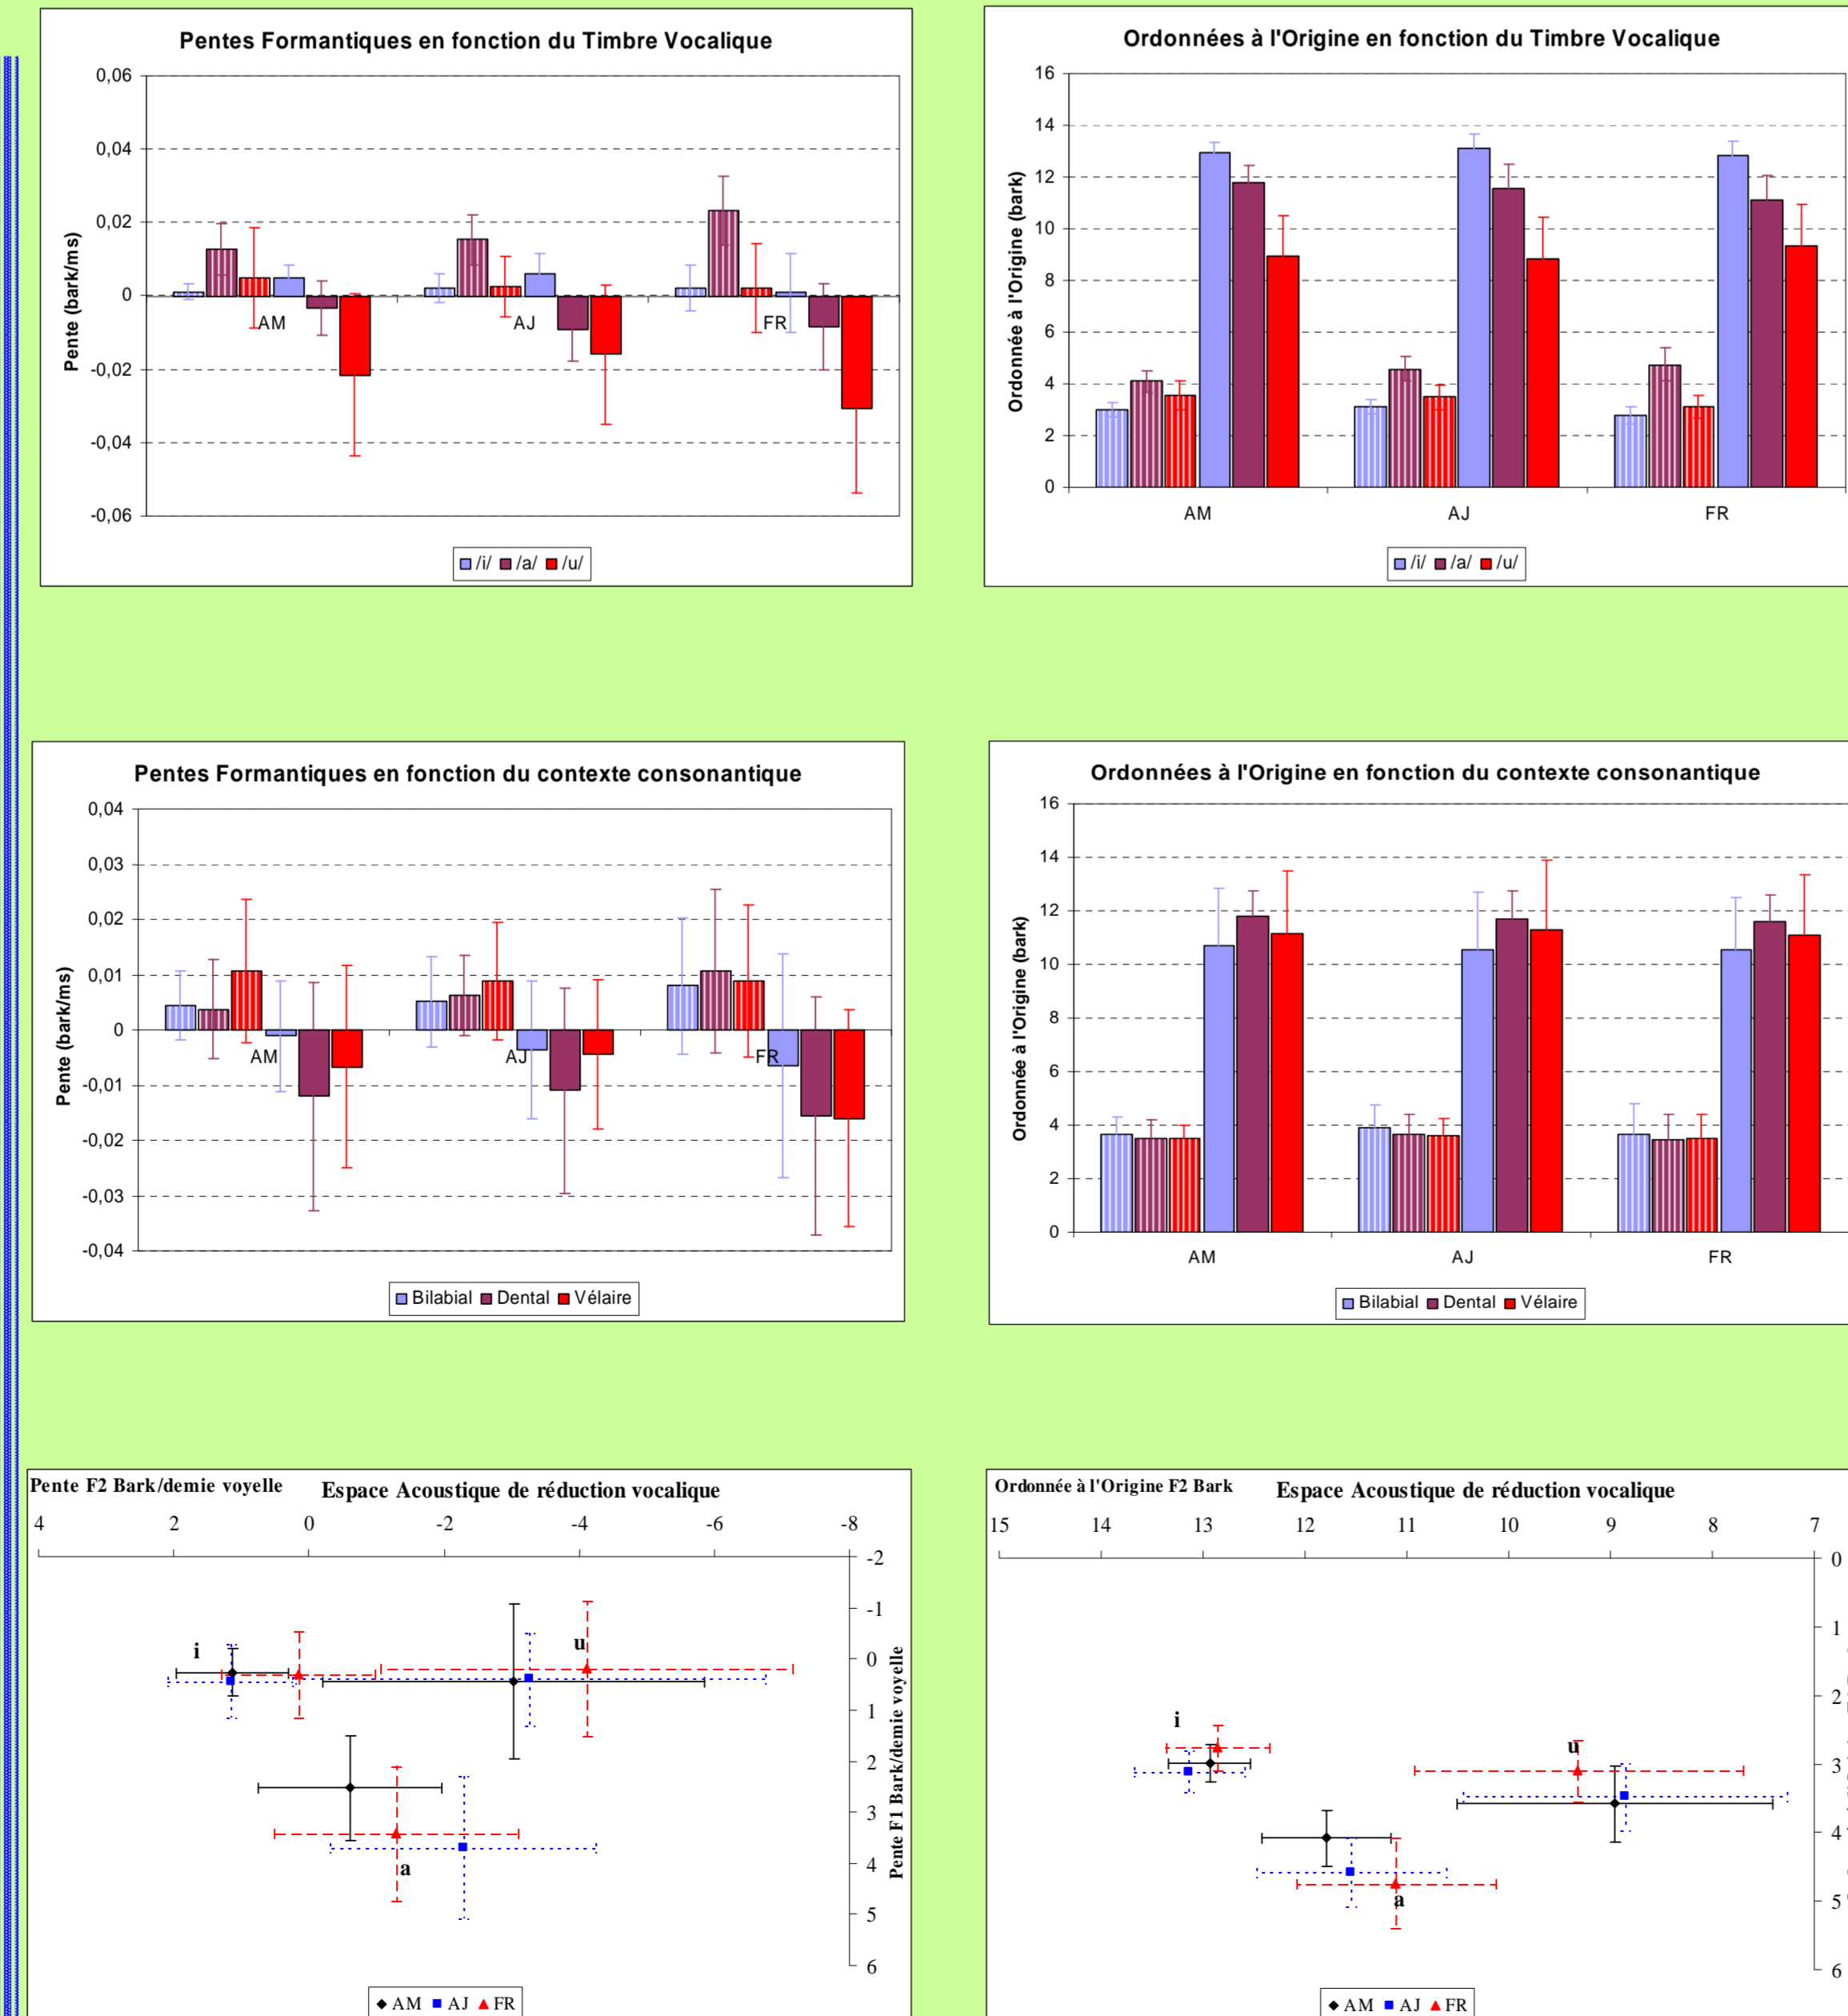 Pentes Formantiques en fonction du Timbre Vocalique
0,06
0,04
0,02
0
-0,02
-0,04
-0,06
Pente (bark/ms)
AM
AJ
FR
/i/ /a/ /u/
Ordonnées à l'Origine en fonction du Timbre Vocalique
16
14
12
10
8
6
4
2
0
Ordonnée à l'Origine (bark)
AM
AJ
FR
/i/ /a/ /u/
Pentes Formantiques en fonction du contexte consonantique
0,04
0,03
0,02
0,01
0
-0,01
-0,02
-0,03
-0,04
Pente (bark/ms)
AM
AJ
FR
Bilabial Dental Vélaire
Ordonnées à l'Origine en fonction du contexte consonantique
16
14
12
10
8
6
4
2
0
Ordonnée à l'Origine (bark)
AM
AJ
FR
Bilabial Dental Vélaire
Pente F2 Bark/demie voyelle
Espace Acoustique de réduction vocalique
4 2 0 -2 -4 -6 -8
-2
-1
0
1
2
3
4
5
6
Pente F1 Bark/demie voyelle
i
u
a
AM AJ FR
Ordonnée à l'Origine F2 Bark
Espace Acoustique de réduction vocalique
15 14 13 12 11 10 9 8 7
0
1
2
3
4
5
6
i
u
a
AM AJ FR